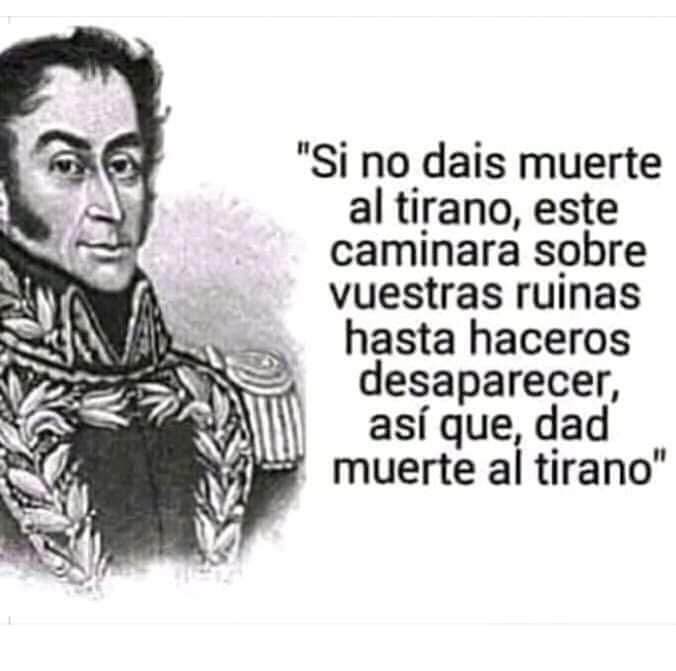 "Si no dais muerte
al tirano, este
caminara sobre
vuestras ruinas
hasta haceros
desaparecer,
así que, dad
muerte al tirano"